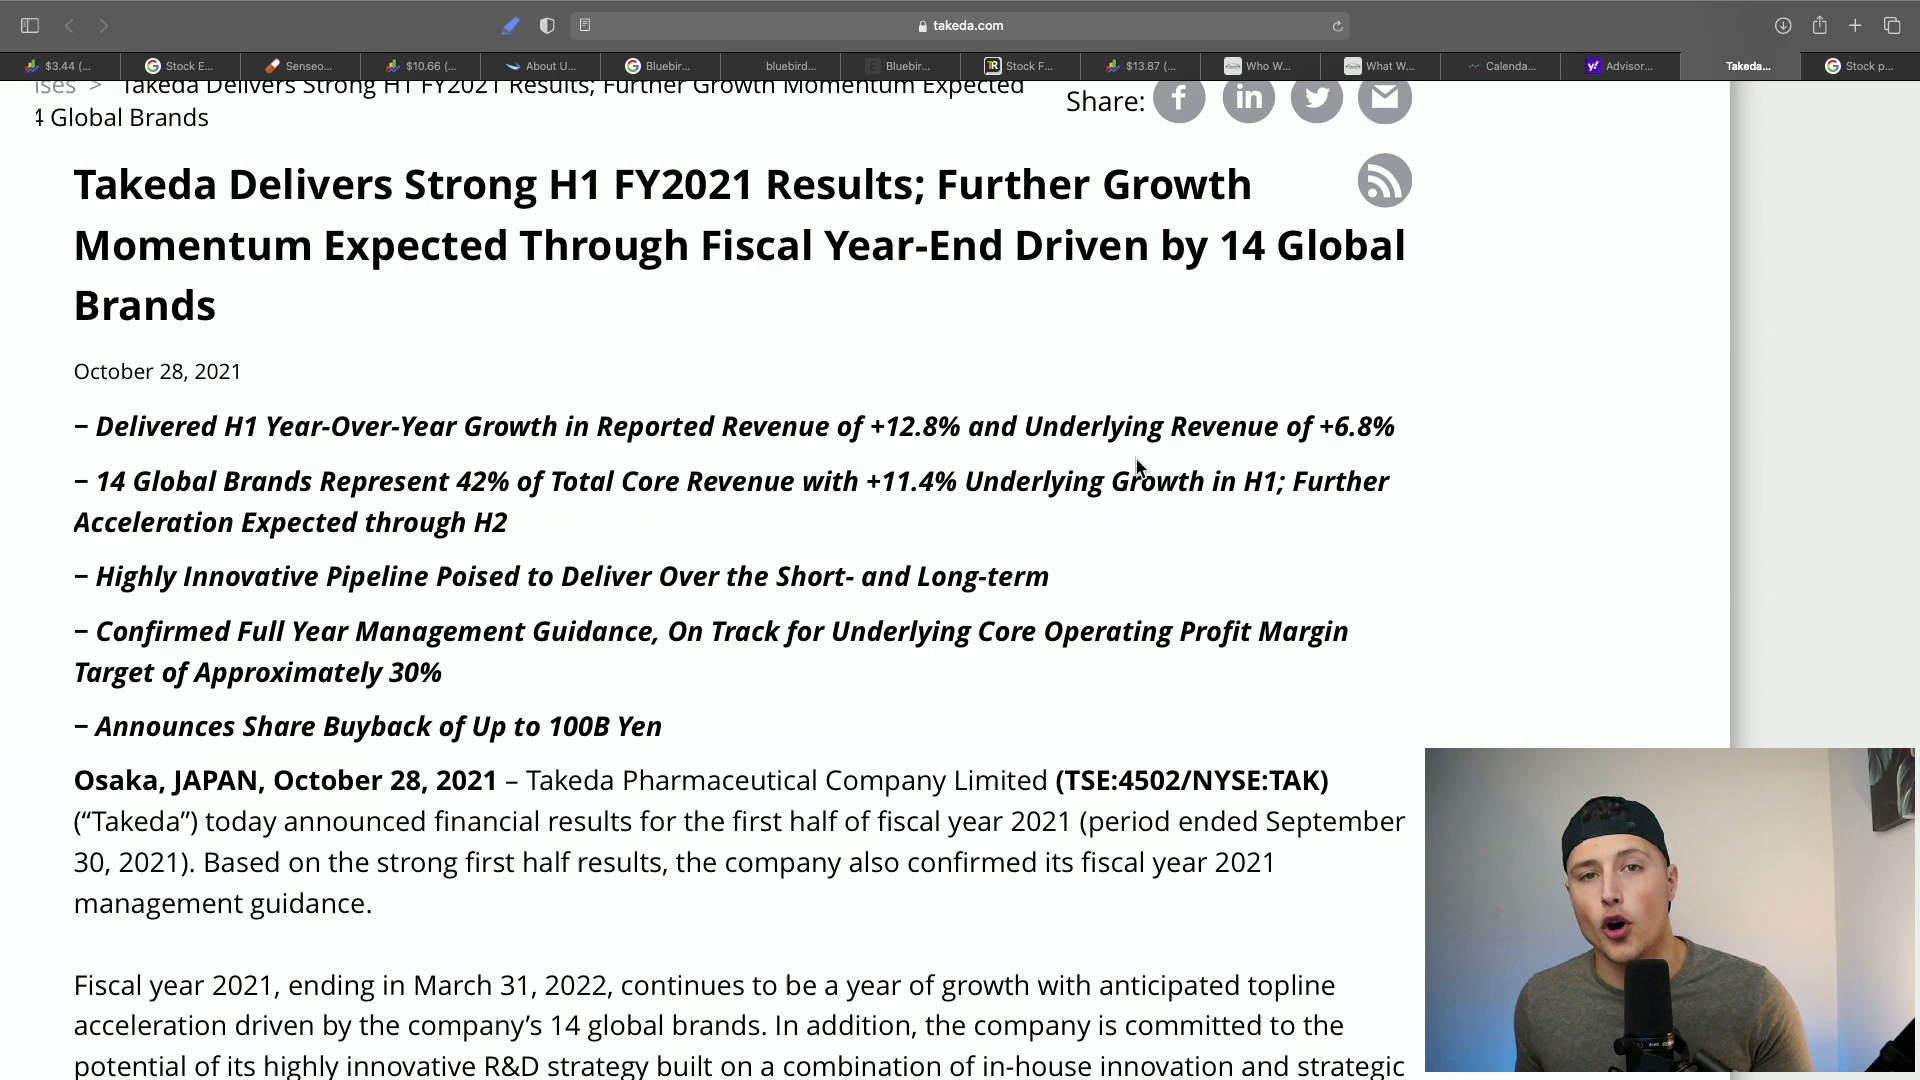 takeda.com
$3.44 (...
Stock E...
Senseo...
$10.66 (...
About U...
Bluebir...
bluebird...
Bluebir...
Stock F...
$13.87 (...
Who W...
What W...
Calenda...
Advisor...
Takeda...
Stock p...
ises > Takeda Delivers Strong H1 FY2021 Results; Further Growth Momentum Expected
4 Global Brands
Share:
Takeda Delivers Strong H1 FY2021 Results; Further Growth
Momentum Expected Through Fiscal Year-End Driven by 14 Global
Brands
October 28, 2021
− Delivered H1 Year-Over-Year Growth in Reported Revenue of +12.8% and Underlying Revenue of +6.8%
− 14 Global Brands Represent 42% of Total Core Revenue with +11.4% Underlying Growth in H1; Further
Acceleration Expected through H2
− Highly Innovative Pipeline Poised to Deliver Over the Short- and Long-term
− Confirmed Full Year Management Guidance, On Track for Underlying Core Operating Profit Margin
Target of Approximately 30%
− Announces Share Buyback of Up to 100B Yen
Osaka, JAPAN, October 28, 2021 – Takeda Pharmaceutical Company Limited (TSE:4502/NYSE:TAK)
(“Takeda”) today announced financial results for the first half of fiscal year 2021 (period ended September
30, 2021). Based on the strong first half results, the company also confirmed its fiscal year 2021
management guidance.
Fiscal year 2021, ending in March 31, 2022, continues to be a year of growth with anticipated topline
acceleration driven by the company’s 14 global brands. In addition, the company is committed to the
potential of its highly innovative R&D strategy built on a combination of in-house innovation and strategic